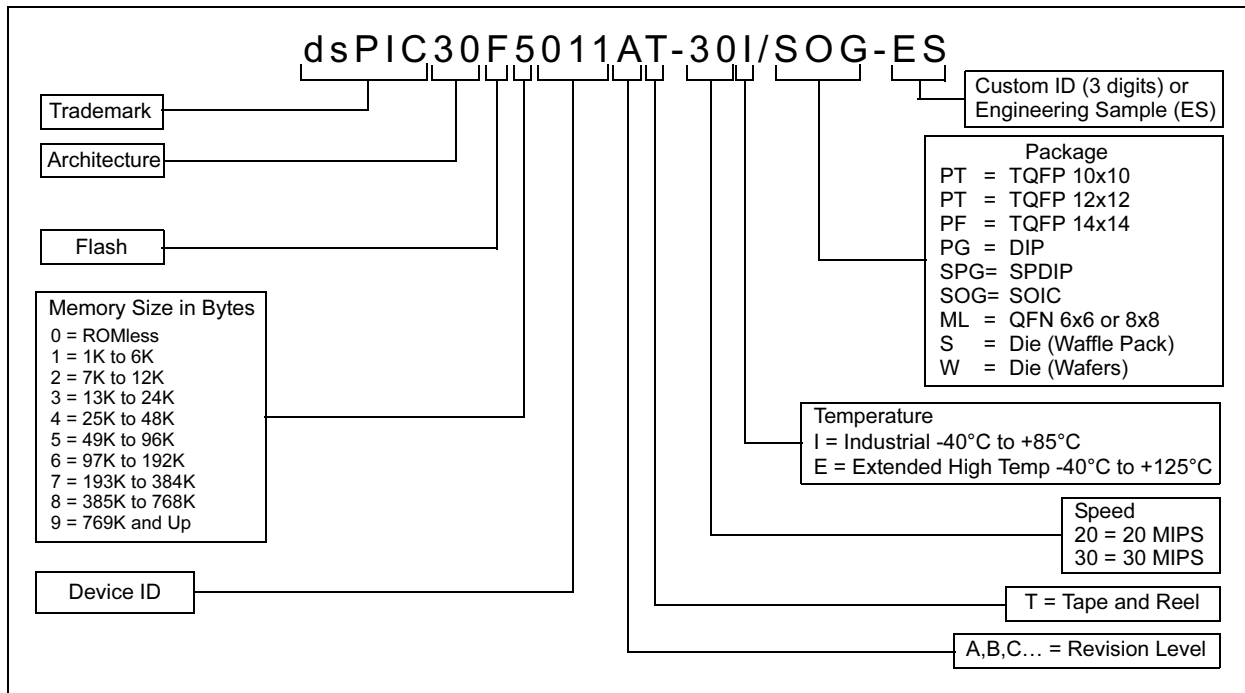 dsPIC30F5011AT-30I/SOG-ES
Trademark
Architecture
Flash
Memory Size in Bytes
0 = ROMless
1 = 1K to 6K
2 = 7K to 12K
3 = 13K to 24K
4 = 25K to 48K
5 = 49K to 96K
6 = 97K to 192K
7 = 193K to 384K
8 = 385K to 768K
9 = 769K and Up
Device ID
Custom ID (3 digits) or
Engineering Sample (ES)
Package
PT = TQFP 10x10
PT = TQFP 12x12
PF = TQFP 14x14
PG = DIP
SPG= SPDIP
SOG= SOIC
ML = QFN 6x6 or 8x8
S = Die (Waffle Pack)
W = Die (Wafers)
Temperature
I = Industrial -40°C to +85°C
E = Extended High Temp -40°C to +125°C
Speed
20 = 20 MIPS
30 = 30 MIPS
T = Tape and Reel
A,B,C… = Revision Level